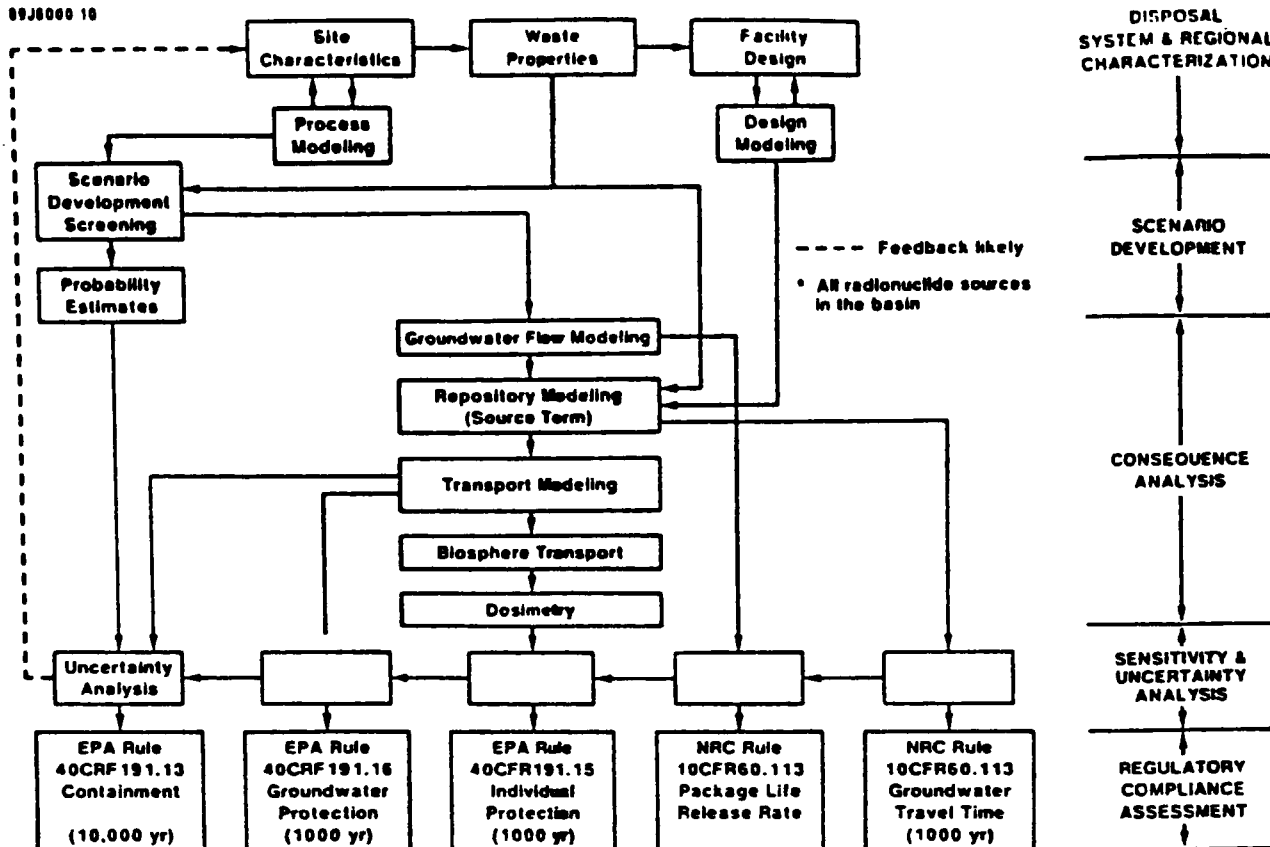 89J6060 10
Site
Characteristics
Waste
Properties
Facility
Design
Process
Modeling
Design
Modeling
Scenario
Development
Screening
Probability
Estimates
---- Feedback likely
* All radionuclide sources
in the basin
Groundwater Flow Modeling
Repository Modeling
(Source Term)
Transport Modeling
Biosphere Transport
Dosimetry
Uncertainty
Analysis
EPA Rule
40CRF191.13
Containment
(10,000 yr)
EPA Rule
40CRF191.16
Groundwater
Protection
(1000 yr)
EPA Rule
40CFR191.15
Individual
Protection
(1000 yr)
NRC Rule
10CFR60.113
Package Life
Release Rate
NRC Rule
10CFR60.113
Groundwater
Travel Time
(1000 yr)
DISPOSAL
SYSTEM & REGIONAL
CHARACTERIZATION
SCENARIO
DEVELOPMENT
CONSEQUENCE
ANALYSIS
SENSITIVITY &
UNCERTAINTY
ANALYSIS
REGULATORY
COMPLIANCE
ASSESSMENT